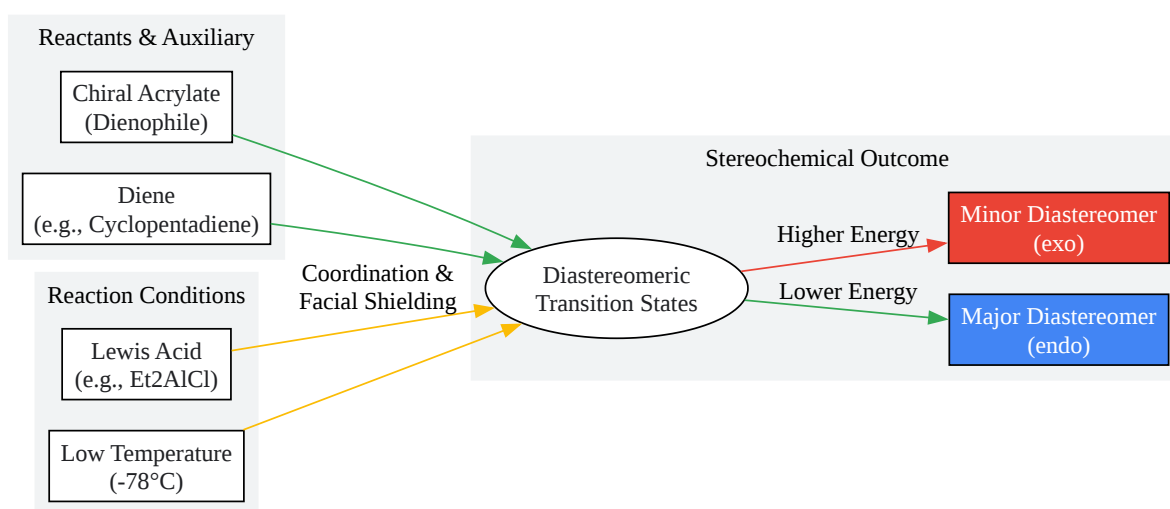 Reactants & Auxiliary
Chiral Acrylate
(Dienophile)
Diene
(e.g., Cyclopentadiene)
Reaction Conditions
Lewis Acid
(e.g., Et2AlCl)
Low Temperature
(-78°C)
Coordination &
Facial Shielding
Stereochemical Outcome
Diastereomeric
Transition States
Higher Energy
Lower Energy
Minor Diastereomer
(exo)
Major Diastereomer
(endo)